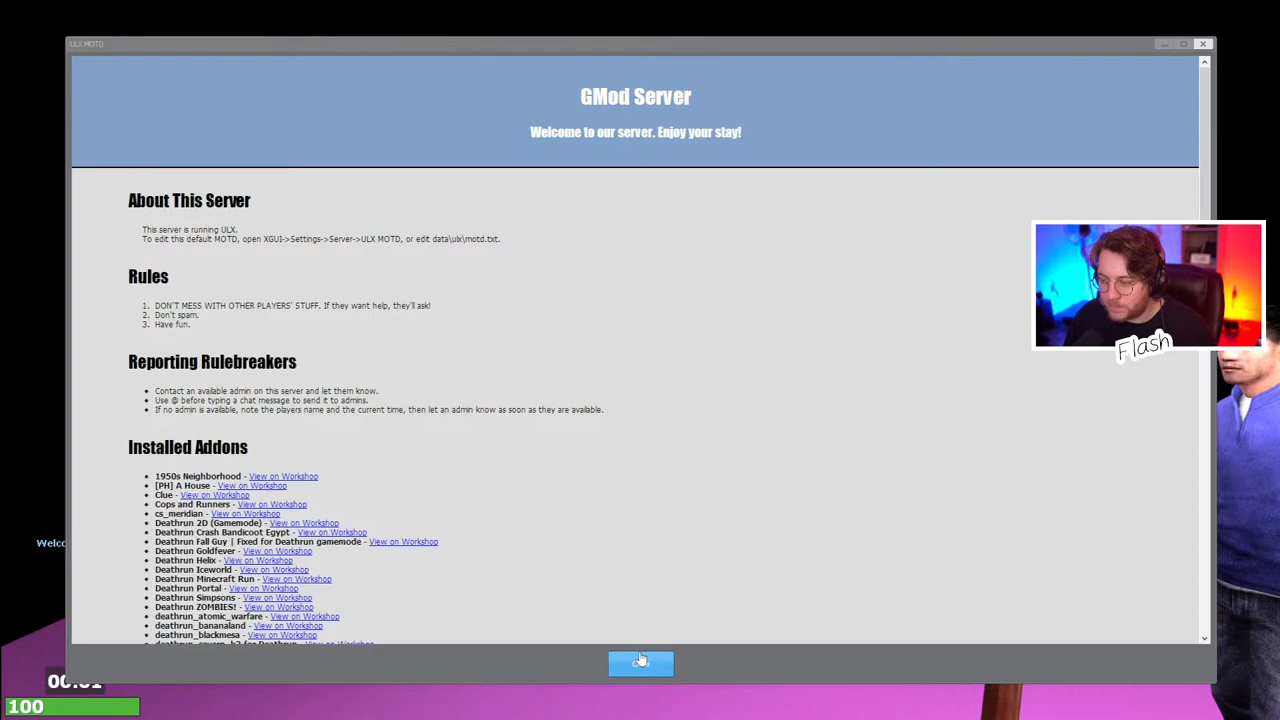 ULX MOTD
GMod Server
Welcome to our server. Enjoy your stay!
About This Server
This server is running ULX.
To edit this default MOTD, open XGUI->Settings->Server->ULX MOTD, or edit data\ulx\motd.txt.
Rules
1. DON'T MESS WITH OTHER PLAYERS' STUFF. If they want help, they'll ask!
2. Don't spam.
3. Have fun.
Flash
Reporting Rulebreakers
Contact an available admin on this server and let them know.
Use @ before typing a chat message to send it to admins.
If no admin is available, note the players name and the current time, then let an admin know as soon as they are available.
Installed Addons
1950s Neighborhood - View on Workshop
[PH] A House - View on Workshop
Clue - View on Workshop
Cops and Runners - View on Workshop
cs_meridian - View on Workshop
Deathrun 2D (Gamemode) - View on Workshop
Deathrun Crash Bandicoot Egypt - View on Workshop
Deathrun Fall Guy | Fixed for Deathrun gamemode - View on Workshop
Deathrun Goldfever - View on Workshop
Deathrun Helix - View on Workshop
Deathrun Iceworld - View on Workshop
Deathrun Minecraft Run - View on Workshop
Deathrun Portal - View on Workshop
Deathrun Simpsons - View on Workshop
Deathrun ZOMBIES! - View on Workshop
deathrun_atomic_warfare - View on Workshop
deathrun_bananaland - View on Workshop
deathrun_blackmesa - View on Workshop
Welco
100